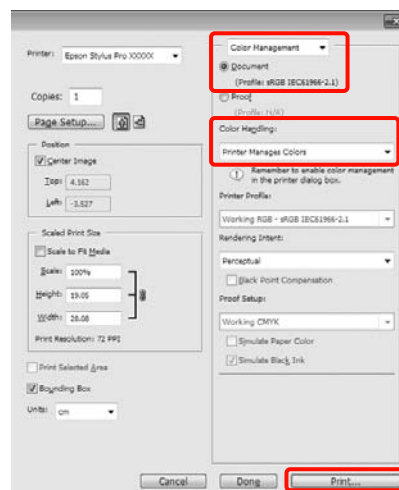 Printer: Epson Stylus Pro XXXXX
Copies: 1
Page Setup...
Position
Center Image
Top: 4.162
Left: -3.527
Scaled Print Size
Scale to Fit Media
Scale: 100%
Height: 19.05
Width: 28.08
Print Resolution: 72 PPI
Print Selected Area
Bounding Box
Units: cm
Color Management
Document
(Profile: sRGB IEC61966-2.1)
Proof
(Profile: N/A)
Color Handling:
Printer Manages Colors
Remember to enable color management
in the printer dialog box.
Printer Profile:
Working RGB - sRGB IEC61966-2.1
Rendering Intent:
Perceptual
Black Point Compensation
Proof Setup:
Working CMYK
Simulate Paper Color
Simulate Black Ink
Cancel
Done
Print...